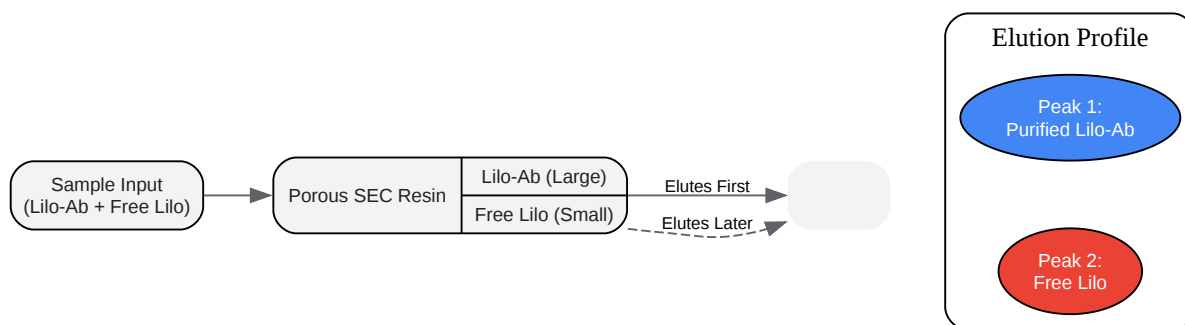 Sample Input
(Lilo-Ab + Free Lilo)
Porous SEC Resin
Lilo-Ab (Large)
Free Lilo (Small)
Elutes First
Elutes Later
Elution Profile
Peak 1:
Purified Lilo-Ab
Peak 2:
Free Lilo